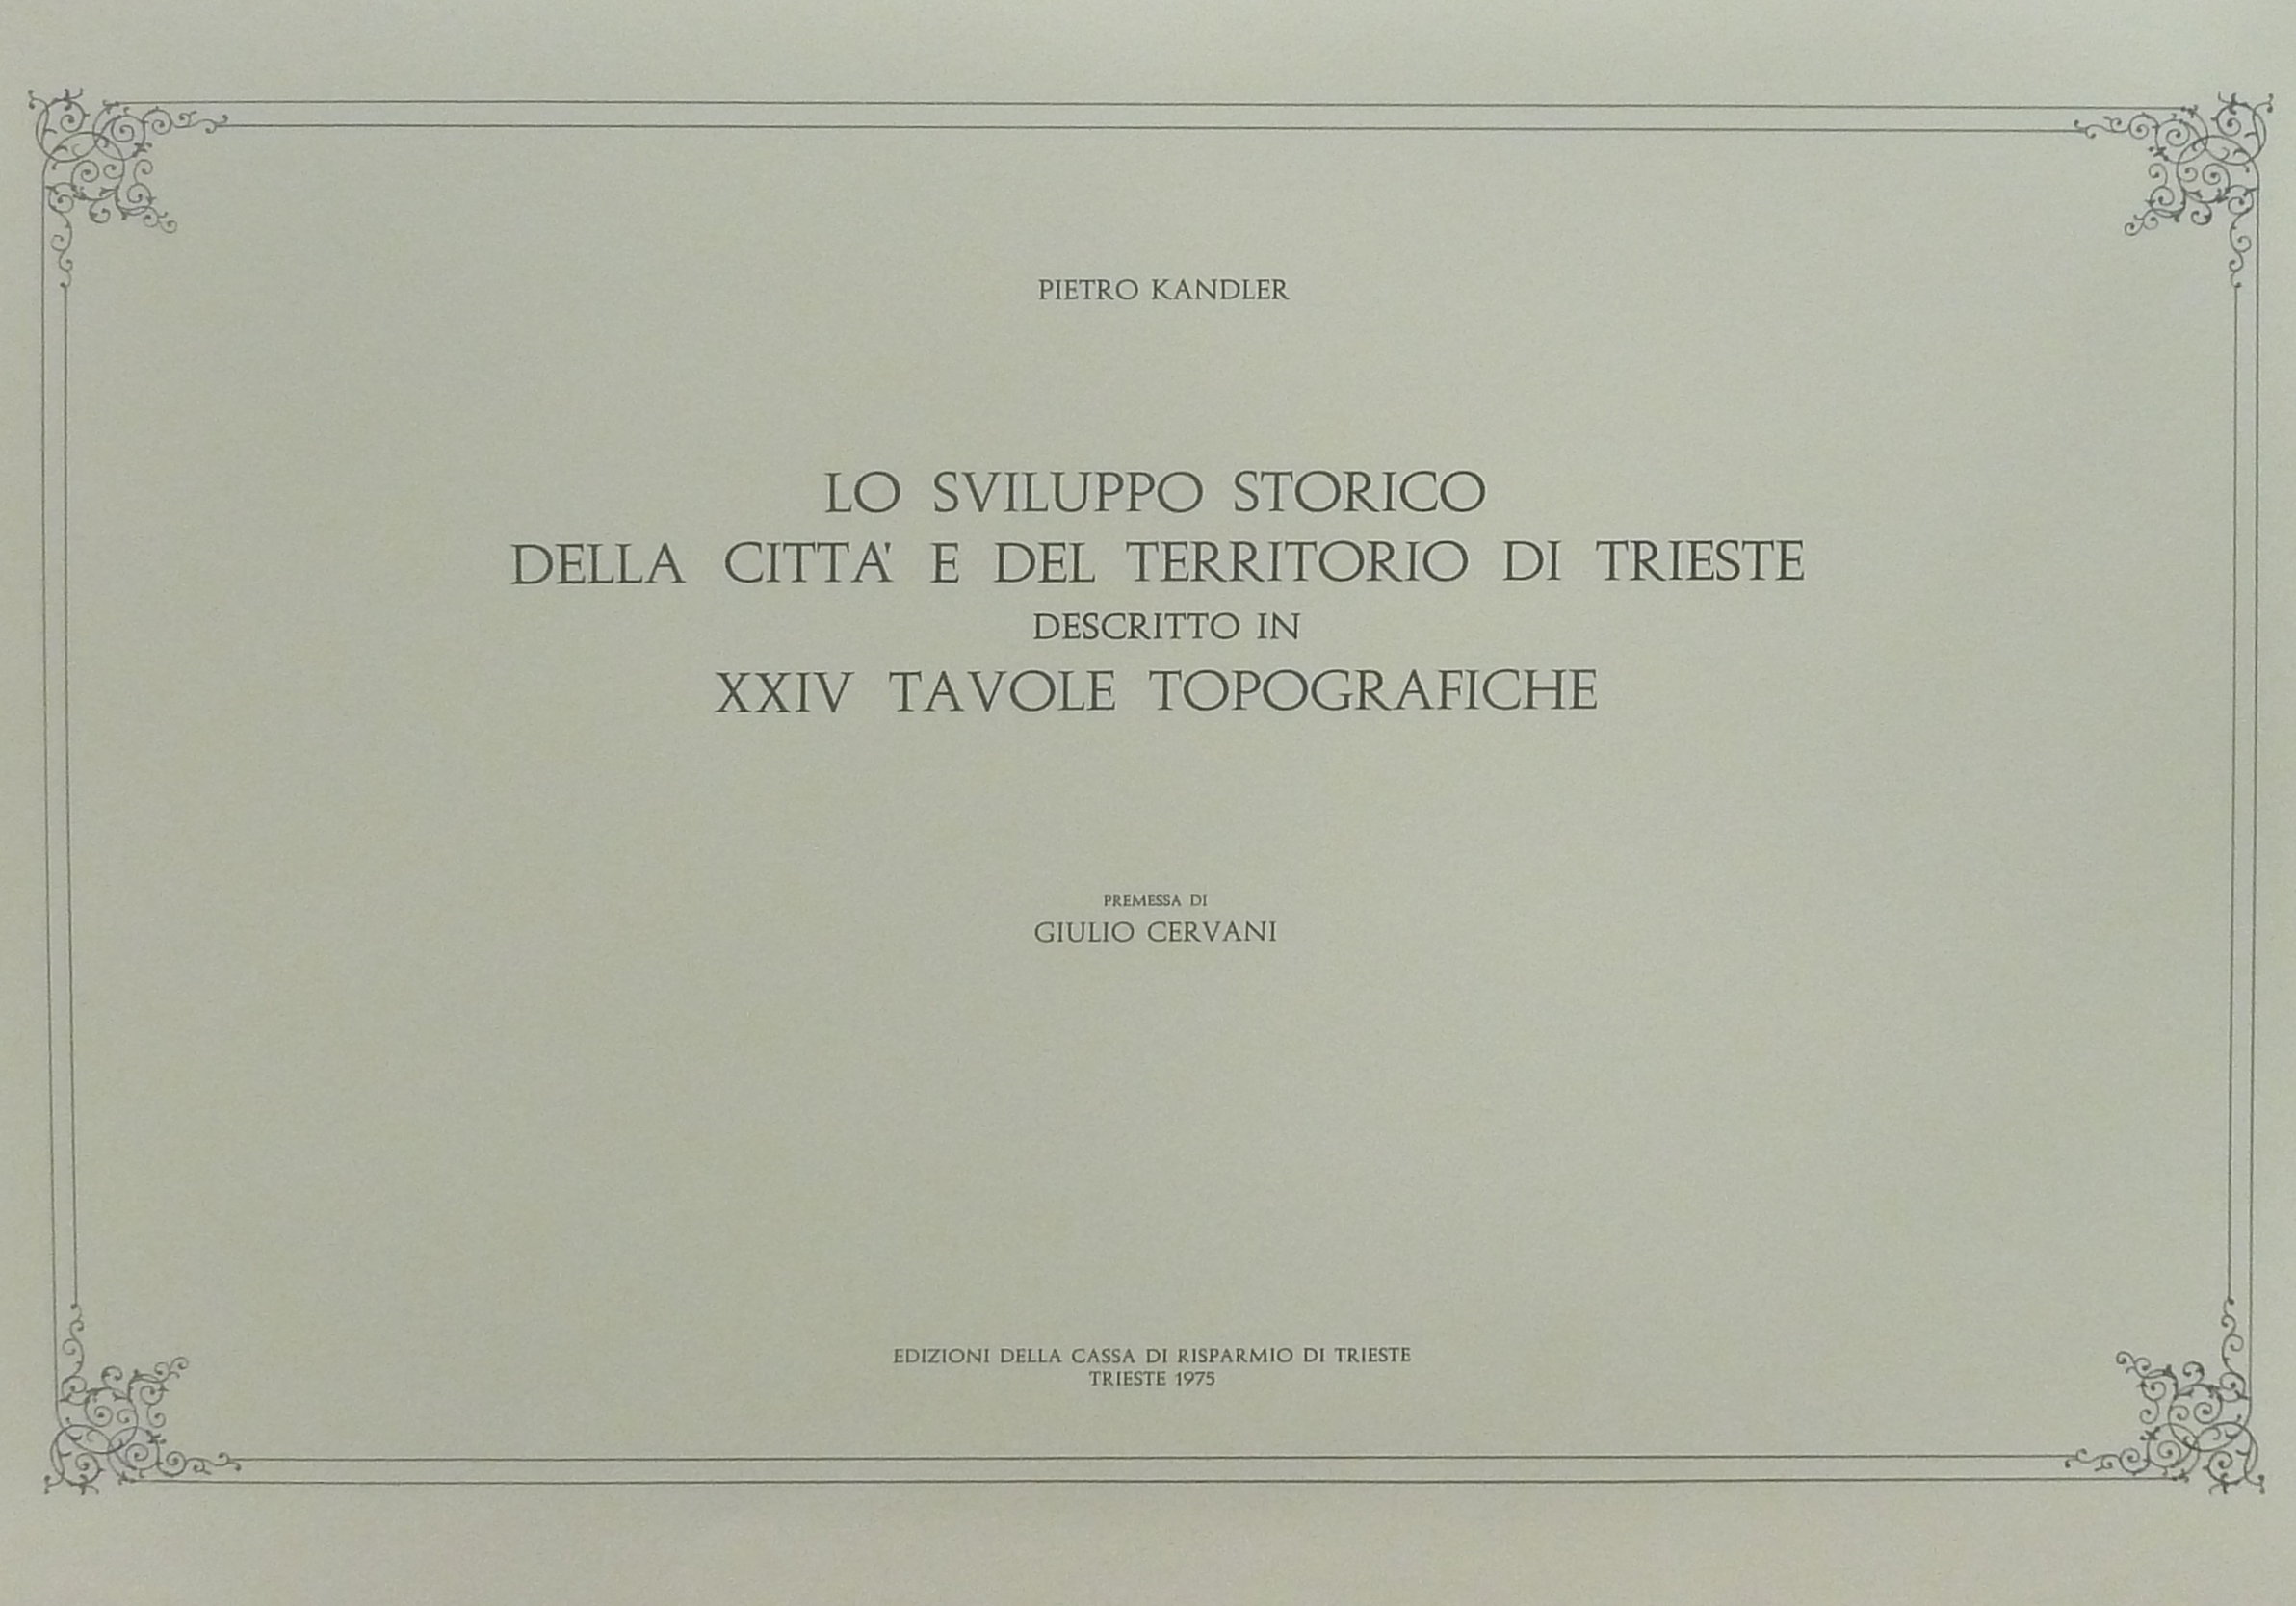 PIETRO KANDLER
LO SVILUPPO STORICO
DELLA CITTA' E DEL TERRITORIO DI TRIESTE
DESCRITTO IN
XXIV TAVOLE TOPOGRAFICHE
PREMESSA DI
GIULIO CERVANI
EDIZIONI DELLA CASSA DI RISPARMIO DI TRIESTE
TRIESTE 1975